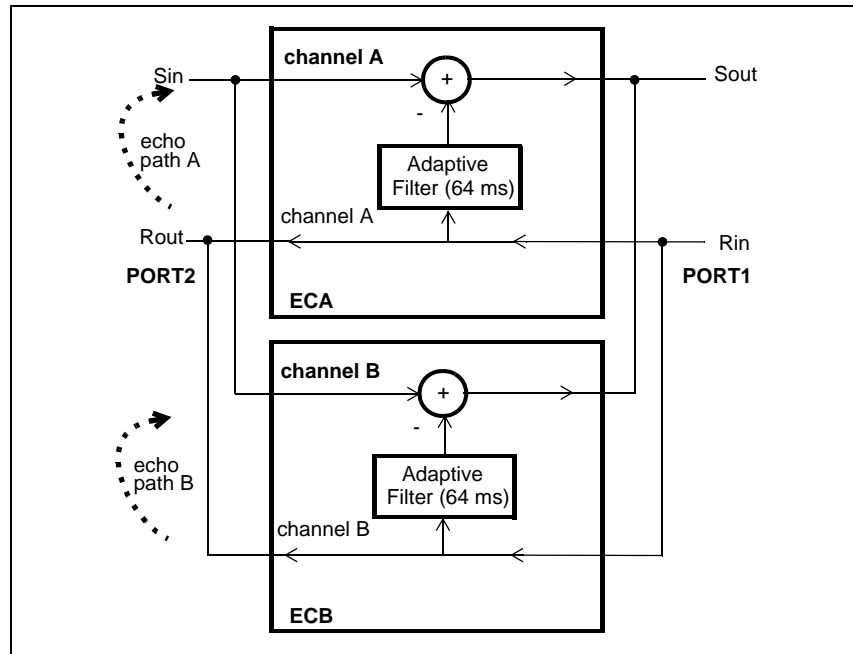 channel A
Sin
+
Sout
-
echo
path A
Adaptive
Filter (64 ms)
channel A
Rout
Rin
PORT2
PORT1
ECA
channel B
+
-
echo
path B
Adaptive
Filter (64 ms)
channel B
ECB